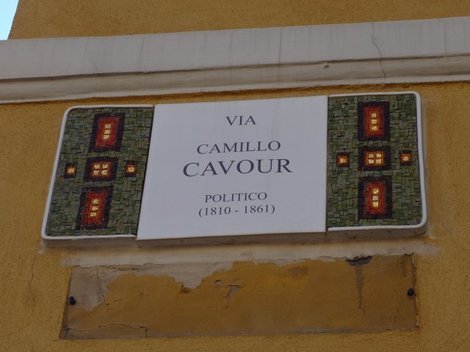 VIA
CAMILLO
CAVOUR
POLITICO
(1810 - 1861)